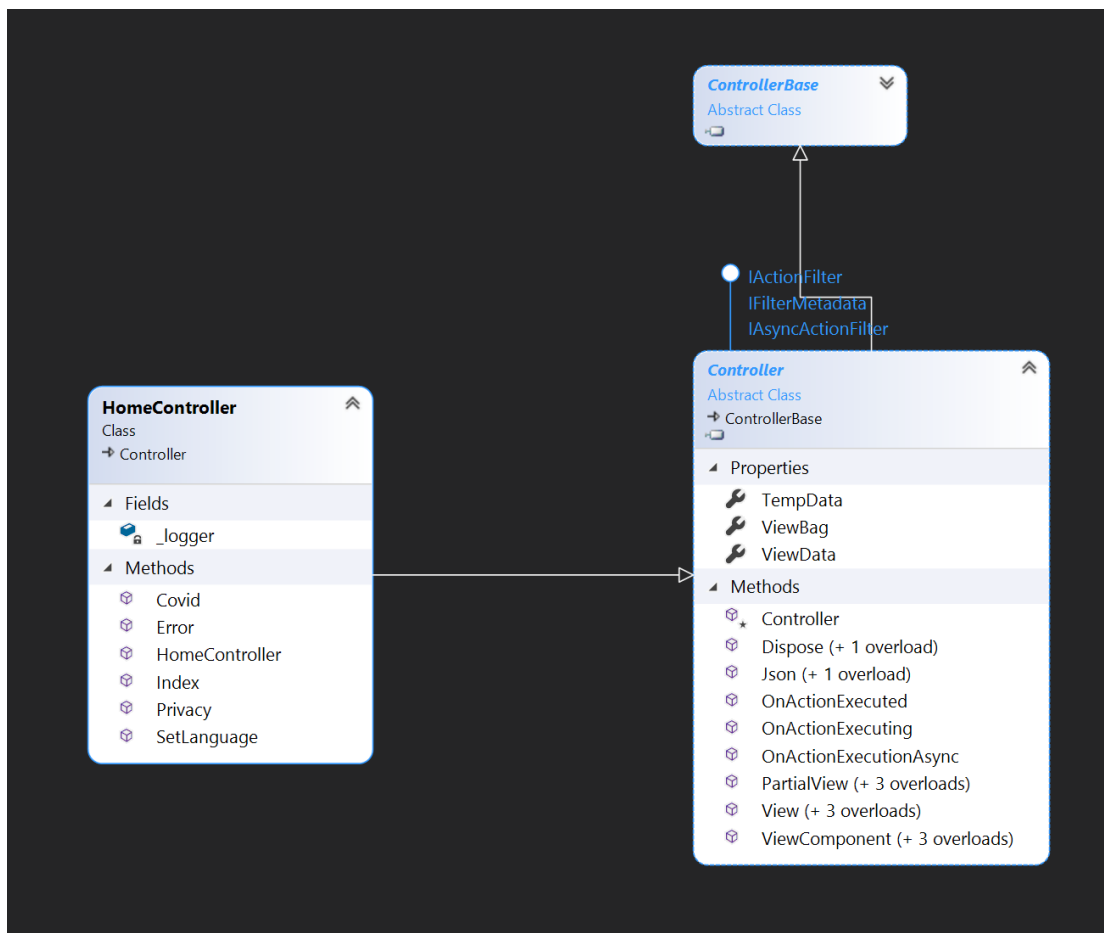 ControllerBase
Abstract Class
IActionFilter
IFilterMetadata
IAsyncActionFilter
Controller
Abstract Class
ControllerBase
Properties
TempData
ViewBag
ViewData
Methods
Controller
Dispose (+ 1 overload)
Json (+ 1 overload)
OnActionExecuted
OnActionExecuting
OnActionExecutionAsync
PartialView (+ 3 overloads)
View (+ 3 overloads)
ViewComponent (+ 3 overloads)
HomeController
Class
Controller
Fields
_logger
Methods
Covid
Error
HomeController
Index
Privacy
SetLanguage